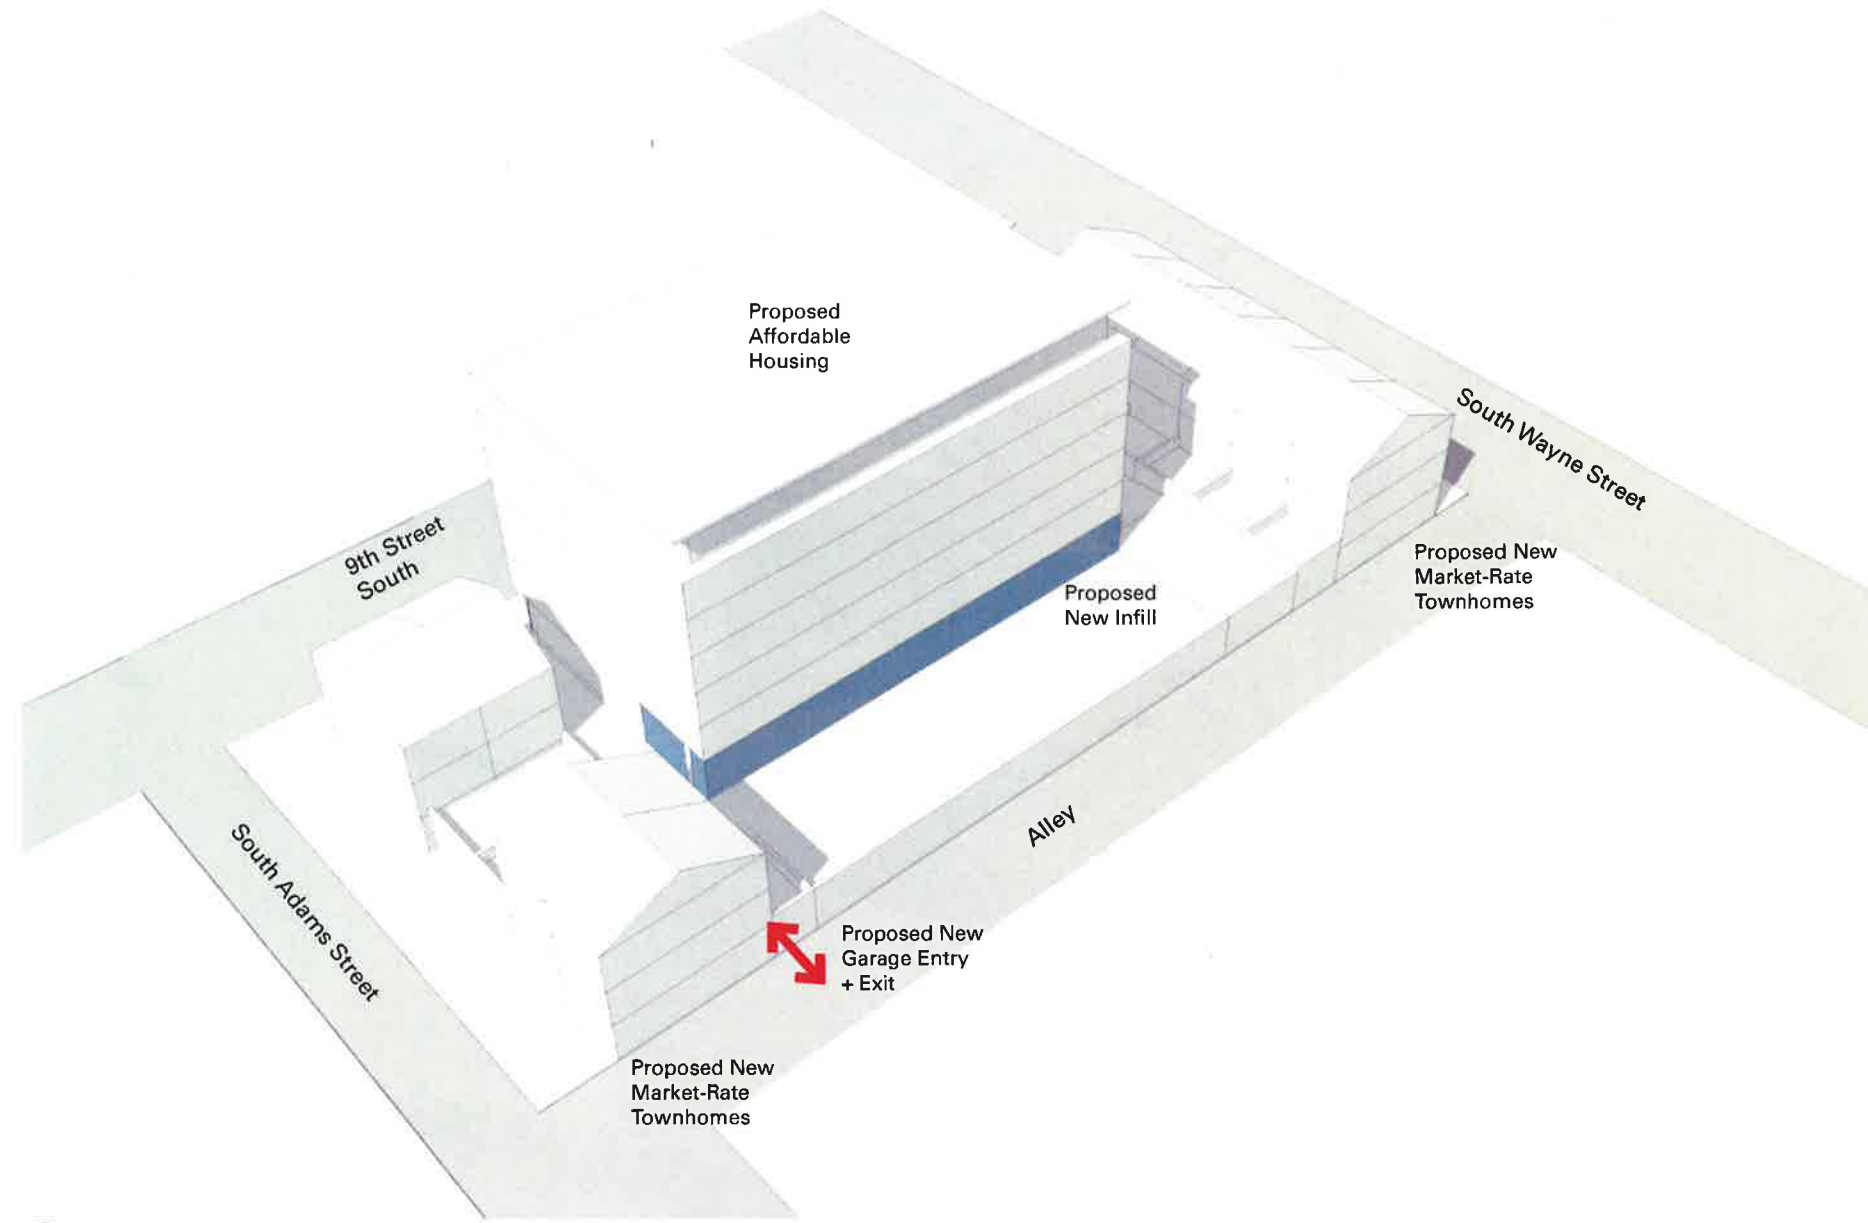 Proposed
Affordable
Housing
South Wayne Street
9th Street
South
Proposed New
Market-Rate
Townhomes
Proposed
New Infill
Alley
South Adams Street
Proposed New
Garage Entry
+ Exit
Proposed New
Market-Rate
Townhomes